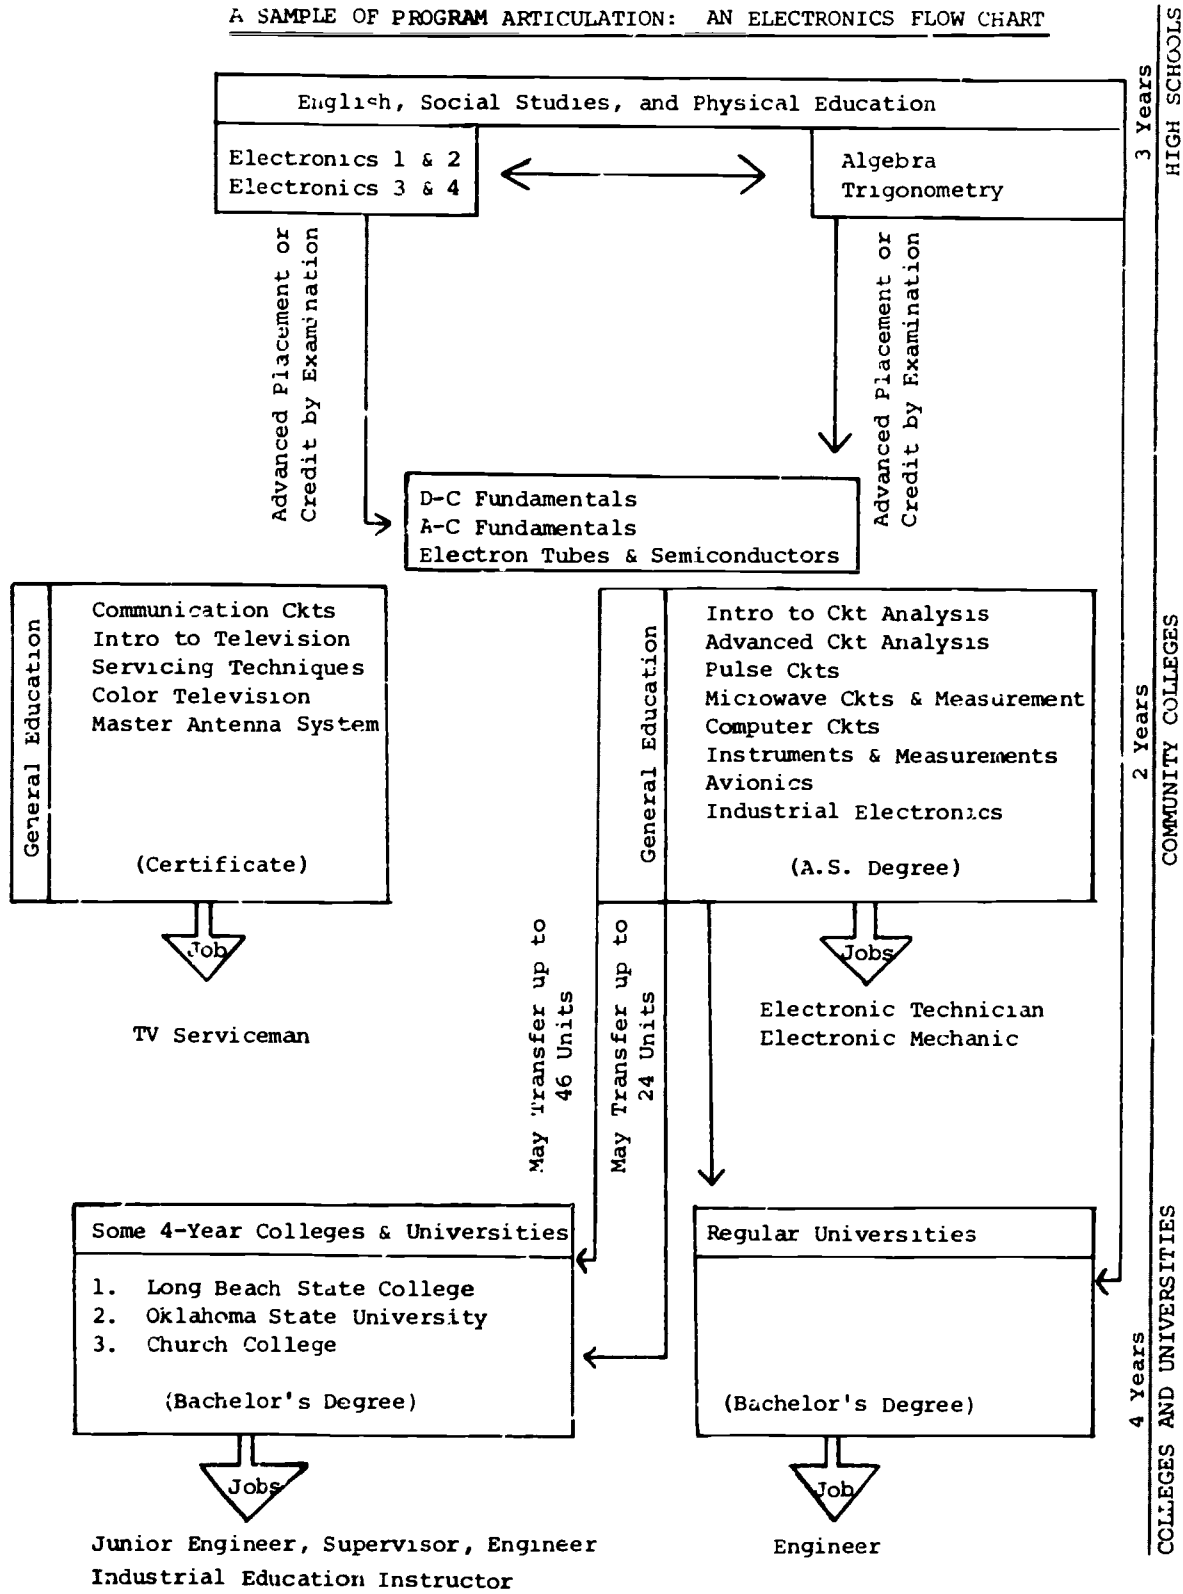 A SAMPLE OF PROGRAM ARTICULATION: AN ELECTRONICS FLOW CHART
English, Social Studies, and Physical Education
Electronics 1 & 2
Electronics 3 & 4
Algebra
Trigonometry
3 Years
HIGH SCHOOLS
Advanced Placement or
Credit by Examination
Advanced Placement or
Credit by Examination
D-C Fundamentals
A-C Fundamentals
Electron Tubes & Semiconductors
General Education
Communication Ckts
Intro to Television
Servicing Techniques
Color Television
Master Antenna System
(Certificate)
Job
TV Serviceman
General Education
Intro to Ckt Analysis
Advanced Ckt Analysis
Pulse Ckts
Microwave Ckts & Measurement
Computer Ckts
Instruments & Measurements
Avionics
Industrial Electronics
(A.S. Degree)
Jobs
Electronic Technician
Electronic Mechanic
2 Years
COMMUNITY COLLEGES
May Transfer up to
46 Units
May Transfer up to
24 Units
Some 4-Year Colleges & Universities
1. Long Beach State College
2. Oklahoma State University
3. Church College
(Bachelor's Degree)
Jobs
Junior Engineer, Supervisor, Engineer
Industrial Education Instructor
Regular Universities
(Bachelor's Degree)
Job
Engineer
4 Years
COLLEGES AND UNIVERSITIES